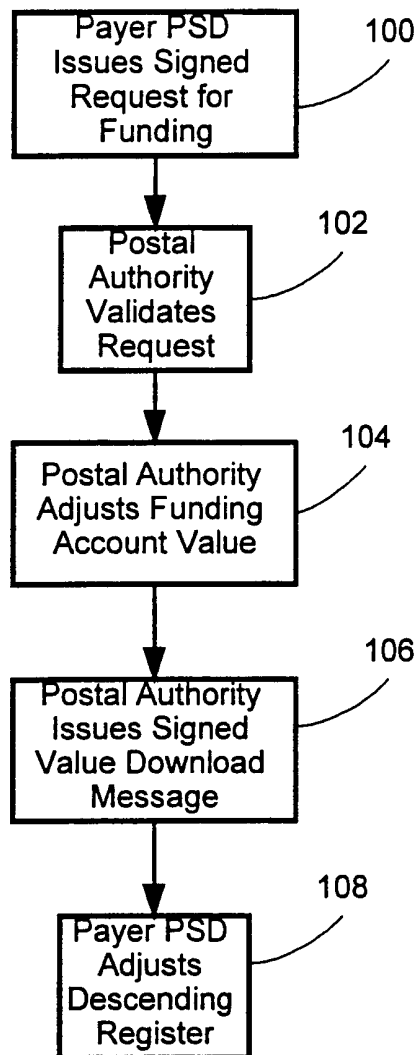 Payer PSD
Issues Signed
Request for
Funding
100
Postal
Authority
Validates
Request
102
Postal Authority
Adjusts Funding
Account Value
104
Postal Authority
Issues Signed
Value Download
Message
106
Payer PSD
Adjusts
Descending
Register
108